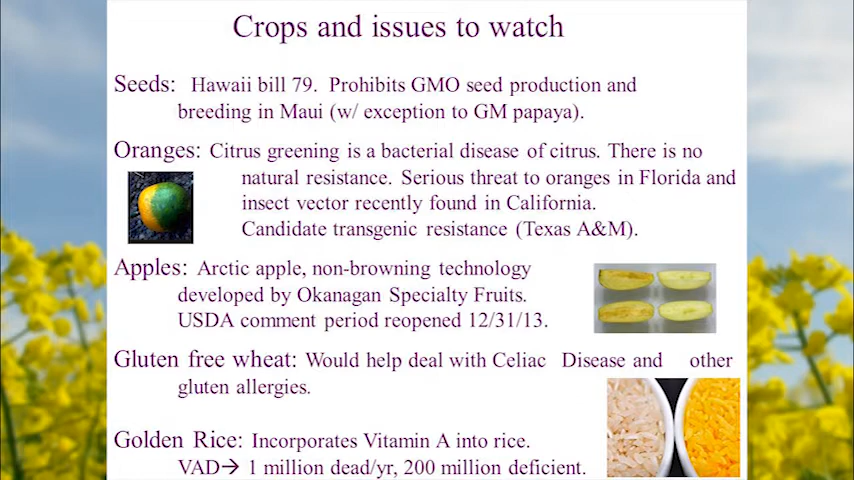 Crops and issues to watch
Seeds: Hawaii bill 79. Prohibits GMO seed production and
breeding in Maui (w/ exception to GM papaya).
Oranges: Citrus greening is a bacterial disease of citrus. There is no
natural resistance. Serious threat to oranges in Florida and
insect vector recently found in California.
Candidate transgenic resistance (Texas A&M).
Apples: Arctic apple, non-browning technology
developed by Okanagan Specialty Fruits.
USDA comment period reopened 12/31/13.
Gluten free wheat: Would help deal with Celiac Disease and other
gluten allergies.
Golden Rice: Incorporates Vitamin A into rice.
VAD→ 1 million dead/yr, 200 million deficient.